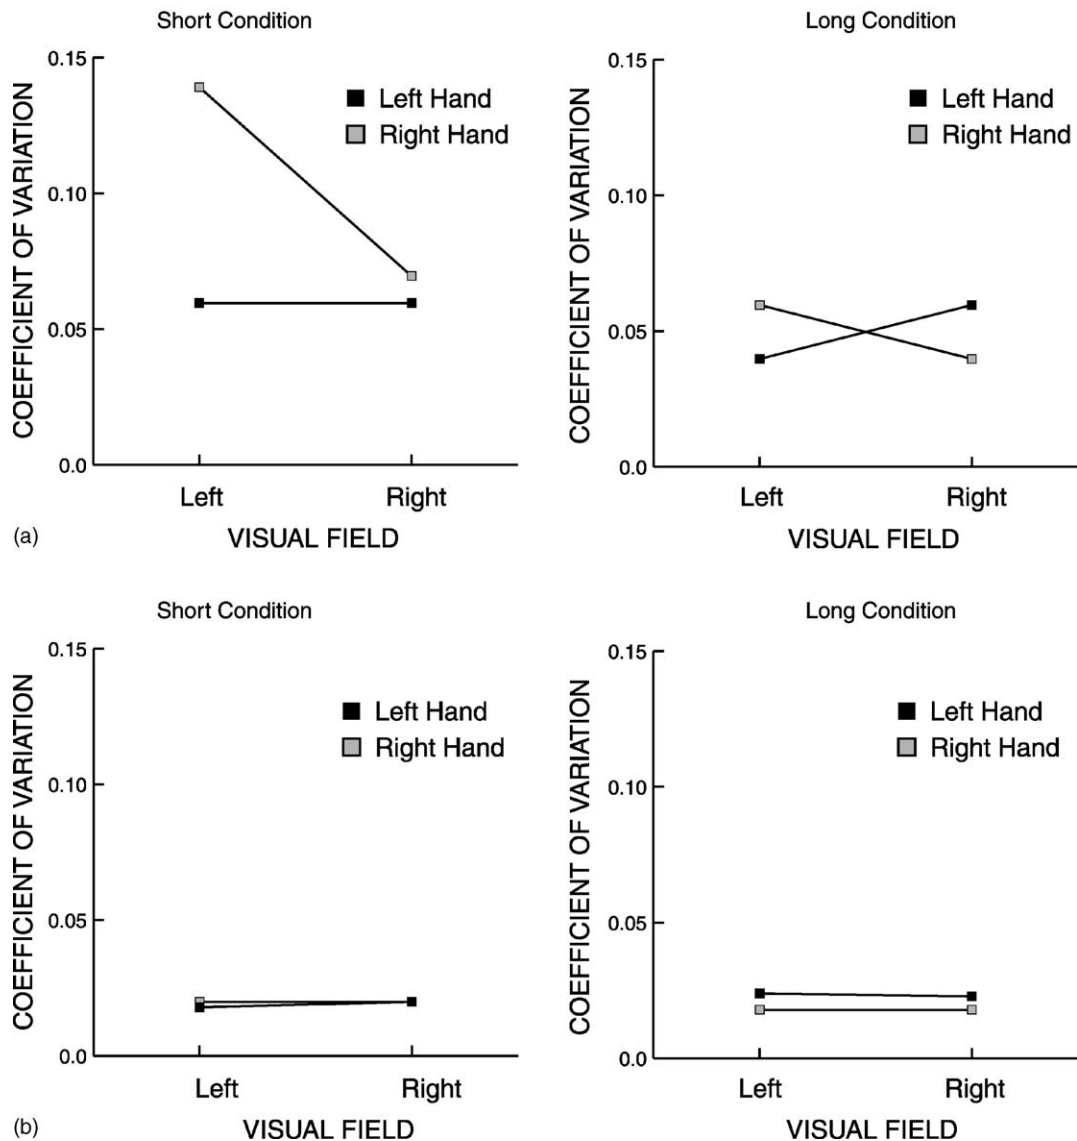 Short Condition
Long Condition
COEFFICIENT OF VARIATION
0.15
0.10
0.05
0.0
Left Hand
Right Hand
Left
Right
VISUAL FIELD
COEFFICIENT OF VARIATION
0.15
0.10
0.05
0.0
Left Hand
Right Hand
Left
Right
VISUAL FIELD
(a)
Short Condition
Long Condition
COEFFICIENT OF VARIATION
0.15
0.10
0.05
0.0
Left Hand
Right Hand
Left
Right
VISUAL FIELD
COEFFICIENT OF VARIATION
0.15
0.10
0.05
0.0
Left Hand
Right Hand
Left
Right
VISUAL FIELD
(b)